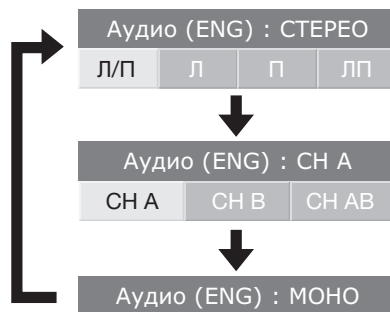 Аудио (ENG) : СТЕРЕО
Л/П Л П ЛП
Аудио (ENG) : CH A
CH A CH B CH AB
Аудио (ENG) : МОНО